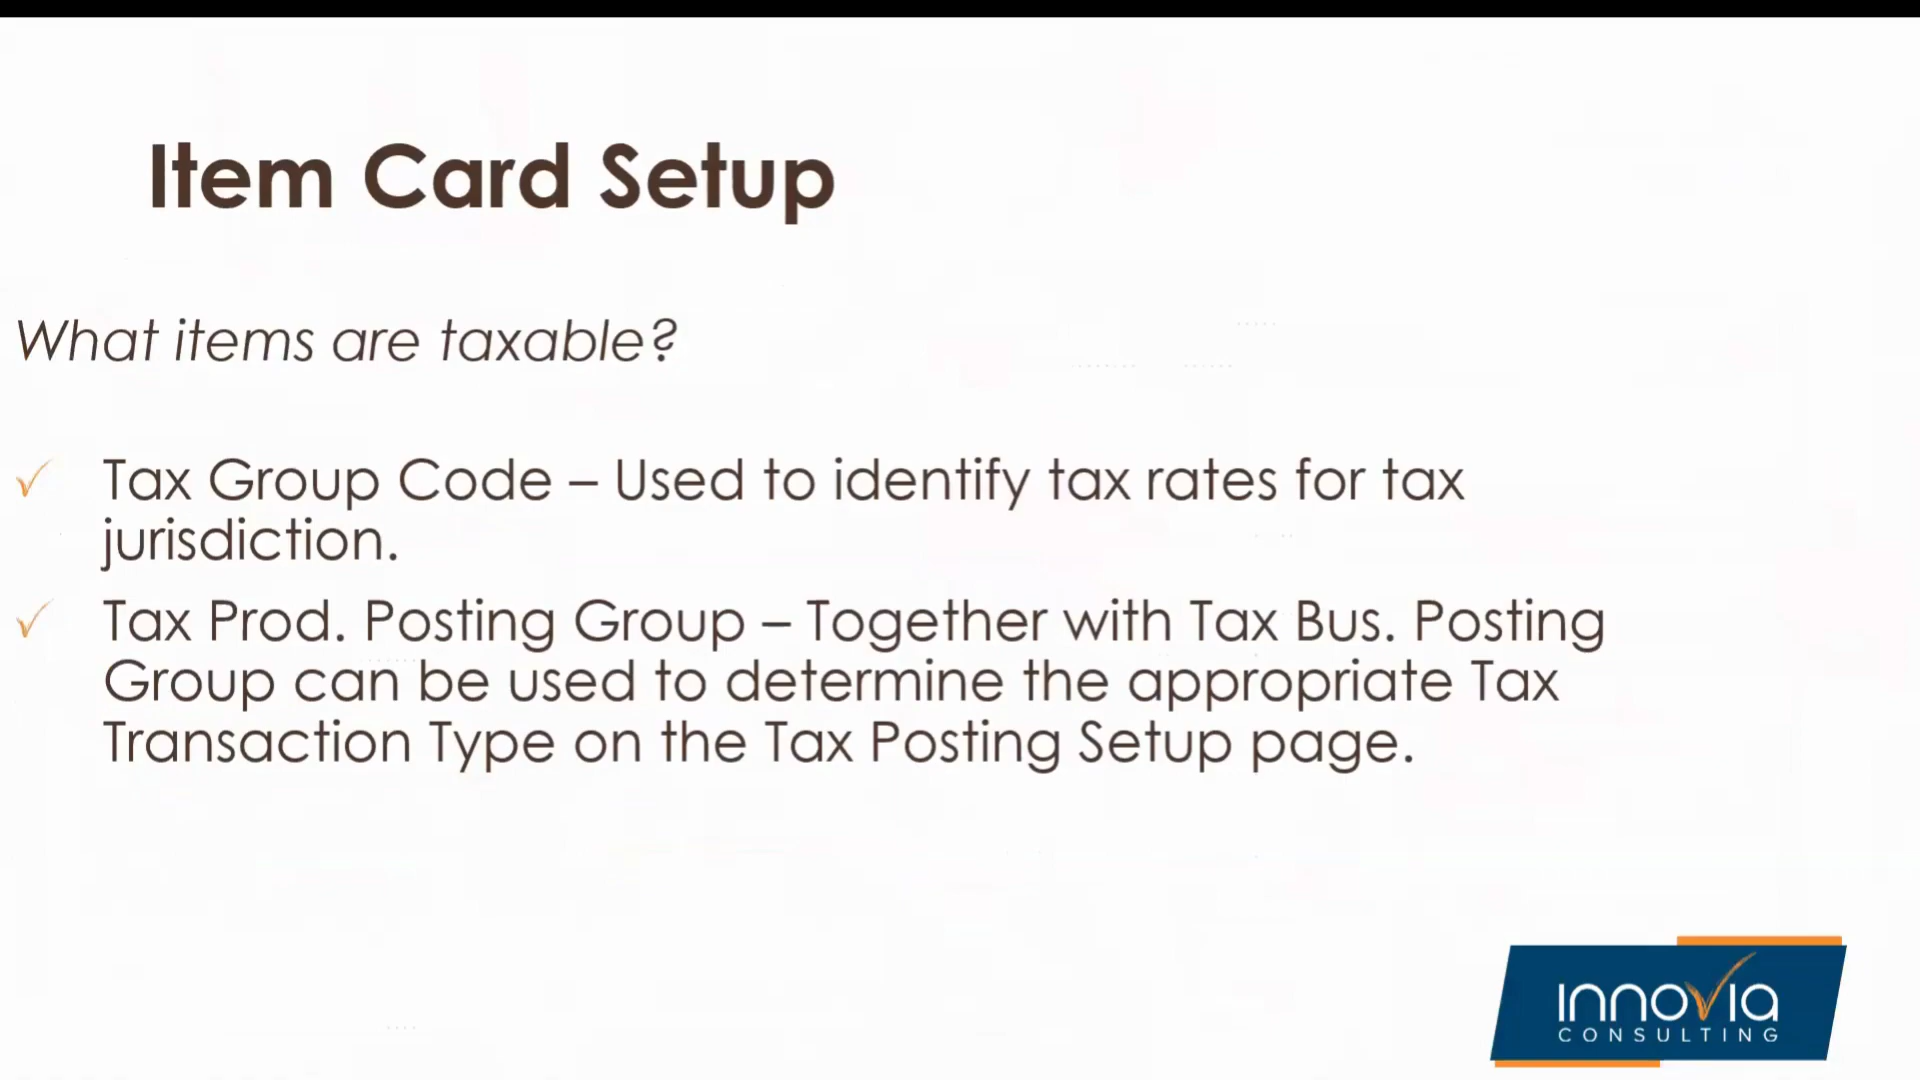 Item Card Setup
What items are taxable?
Tax Group Code – Used to identify tax rates for tax
jurisdiction.
Tax Prod. Posting Group – Together with Tax Bus. Posting
Group can be used to determine the appropriate Tax
Transaction Type on the Tax Posting Setup page.
innovia
CONSULTING